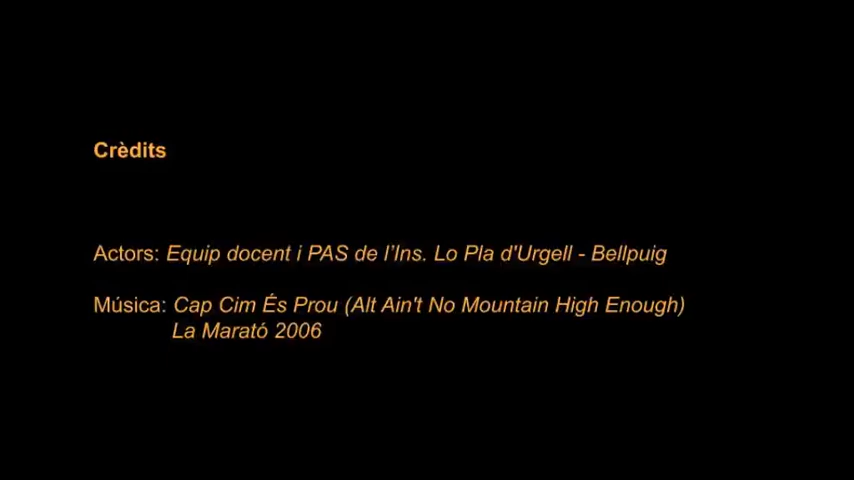 Crèdits
Actors: Equip docent i PAS de l’Ins. Lo Pla d'Urgell - Bellpuig
Música: Cap Cim És Prou (Alt Ain't No Mountain High Enough)
La Marató 2006